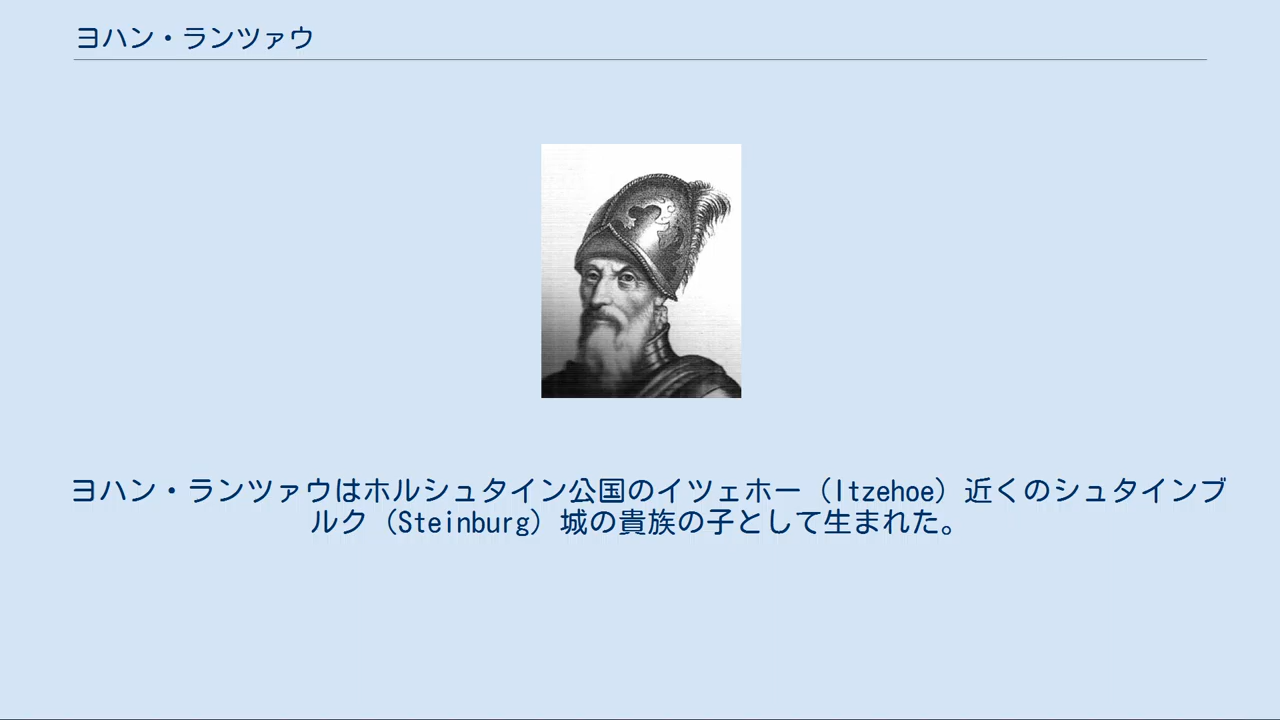 ヨハン・ランツァウ
ヨハン・ランツァウはホルシュタイン公国のイツェホー（Itzehoe）近くのシュタインブ
ルク（Steinburg）城の貴族の子として生まれた。